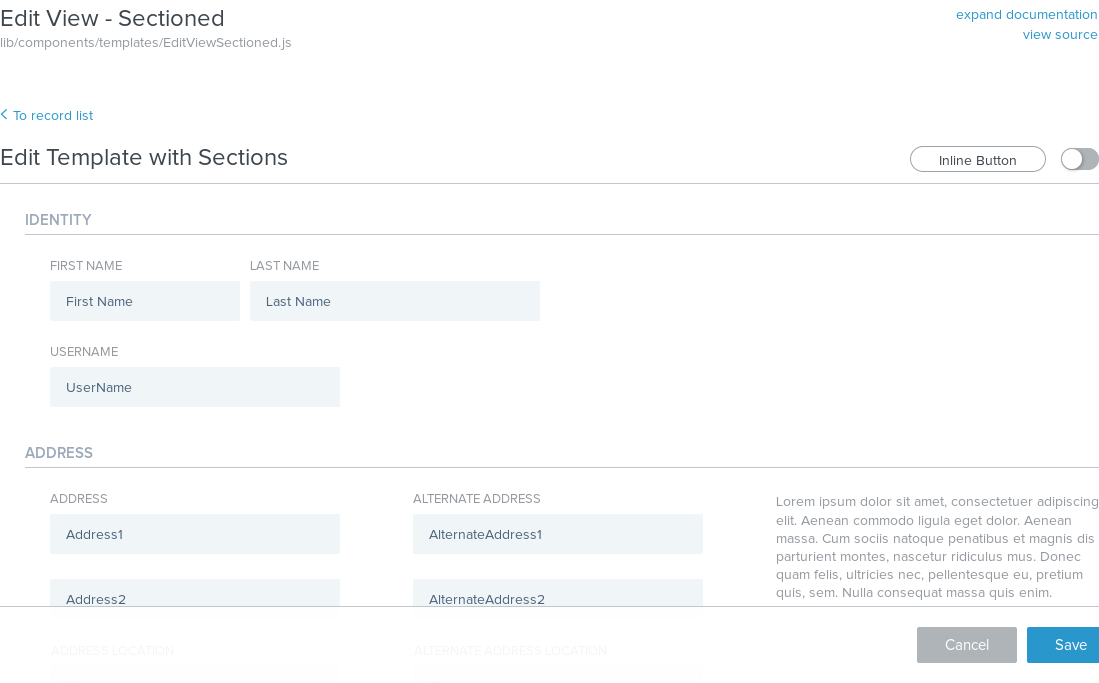 Edit View - Sectioned
expand documentation
lib/components/templates/EditViewSectioned.js
view source
To record list
Edit Template with Sections
Inline Button
IDENTITY
FIRST NAME
LAST NAME
First Name
Last Name
USERNAME
UserName
ADDRESS
ADDRESS
ALTERNATE ADDRESS
Address1
AlternateAddress1
Address2
AlternateAddress2
Lorem ipsum dolor sit amet, consectetuer adipiscing
elit. Aenean commodo ligula eget dolor. Aenean
massa. Cum sociis natoque penatibus et magnis dis
parturient montes, nascetur ridiculus mus. Donec
quam felis, ultricies nec, pellentesque eu, pretium
quis, sem. Nulla consequat massa quis enim.
ADDRESS LOCATION
ALTERNATE ADDRESS LOCATION
Cancel
Save